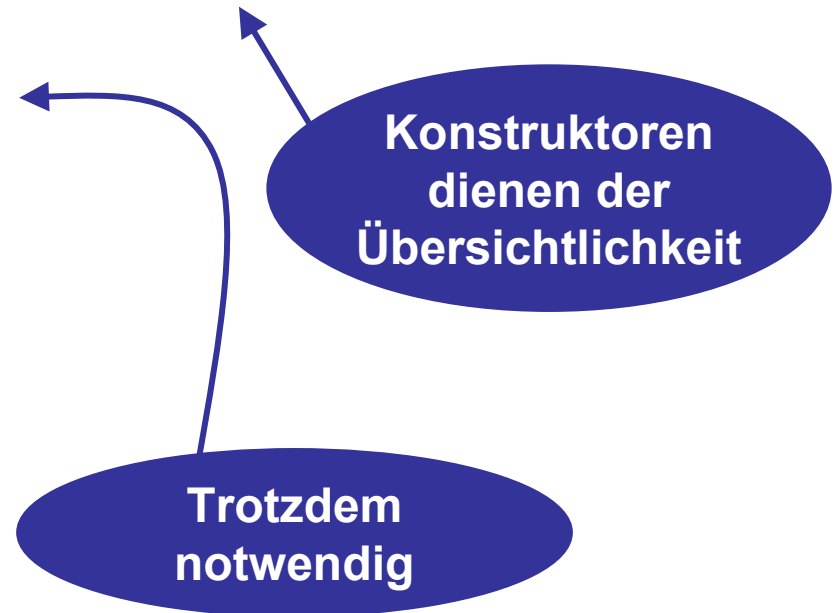 Konstruktoren
dienen der
Übersichtlichkeit
Trotzdem
notwendig